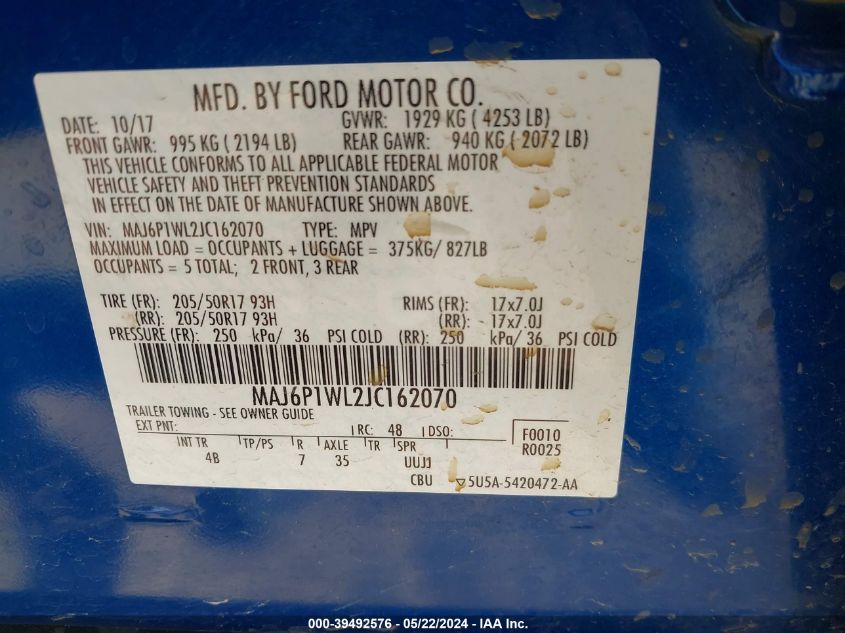 MFD. BY FORD MOTOR CO.
DATE: 10/17 GVWR: 1929 KG ( 4253 LB)
FRONT GAWR: 995 KG ( 2194 LB) REAR GAWR: 940 KG ( 2072 LB)
THIS VEHICLE CONFORMS TO ALL APPLICABLE FEDERAL MOTOR
VEHICLE SAFETY AND THEFT PREVENTION STANDARDS
IN EFFECT ON THE DATE OF MANUFACTURE SHOWN ABOVE.
VIN: MAJ6P1WL2JC162070 TYPE: MPV
MAXIMUM LOAD = OCCUPANTS + LUGGAGE = 375KG/ 827LB
OCCUPANTS = 5 TOTAL; 2 FRONT, 3 REAR
TIRE (FR): 205/50R17 93H RIMS (FR): 17x7.0J
(RR): 205/50R17 93H (RR): 17x7.0J
PRESSURE (FR): 250 kPa/ 36 PSI COLD (RR): 250 kPa/ 36 PSI COLD
MAJ6P1WL2JC162070
TRAILER TOWING - SEE OWNER GUIDE
EXT PNT: RC: 48 DSO: F0010
R0025
INT TR TP/PS R AXLE TR SPR
4B 7 35 UUJJ
CBU 5U5A-5420472-AA
000-39492576 - 05/22/2024 - IAA Inc.